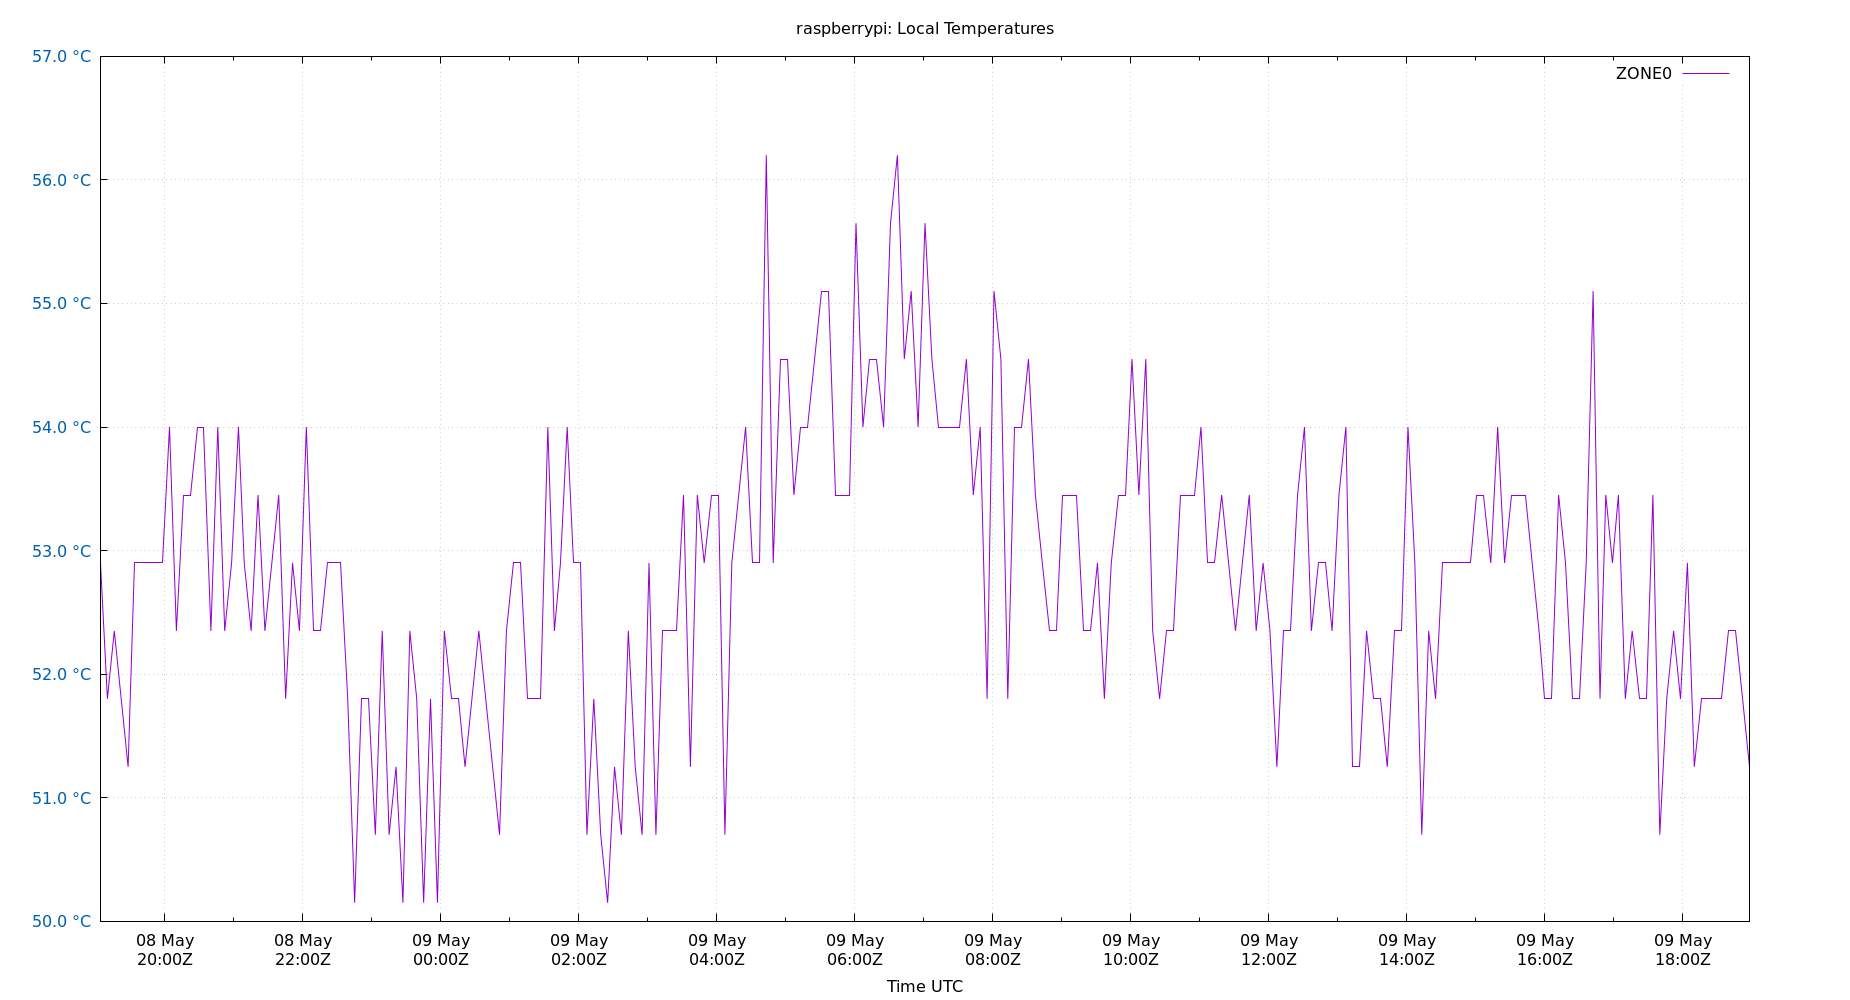 raspberrypi: Local Temperatures
57.0 °C
ZONE0
56.0 °C
55.0 °C
54.0 °C
53.0 °C
52.0 °C
51.0 °C
50.0 °C
08 May 08 May 09 May 09 May 09 May 09 May 09 May 09 May 09 May 09 May 09 May 09 May
20:00Z 22:00Z 00:00Z 02:00Z 04:00Z 06:00Z 08:00Z 10:00Z 12:00Z 14:00Z 16:00Z 18:00Z
Time UTC